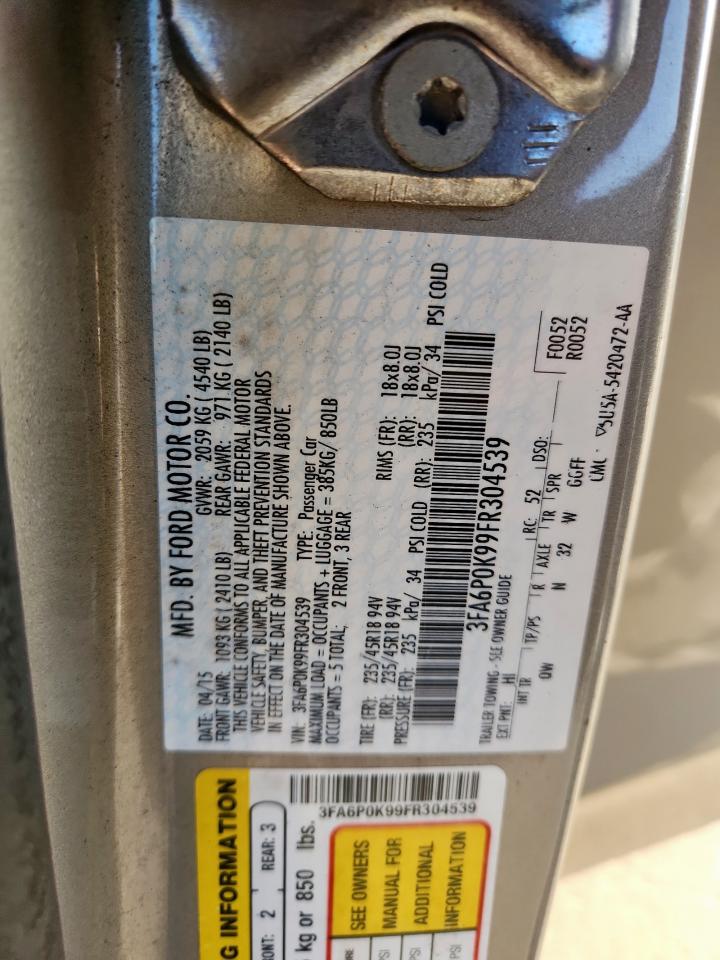 MFD. BY FORD MOTOR CO.
DATE: 04/15 GVWR: 2059 KG ( 4540 LB)
FRONT GAWR: 1093 KG ( 2410 LB) REAR GAWR: 971 KG ( 2140 LB)
THIS VEHICLE CONFORMS TO ALL APPLICABLE FEDERAL MOTOR
VEHICLE SAFETY, BUMPER, AND THEFT PREVENTION STANDARDS
IN EFFECT ON THE DATE OF MANUFACTURE SHOWN ABOVE.
VIN: 3FA6P0K99FR304539 TYPE: Passenger Car
MAXIMUM LOAD = OCCUPANTS + LUGGAGE = 385KG/ 850LB
OCCUPANTS = 5 TOTAL; 2 FRONT, 3 REAR
TIRE (FR): 235/45R18 94V RIMS (FR): 18x8.0J
(RR): 235/45R18 94V (RR): 18x8.0J
PRESSURE (FR): 235 kPa/ 34 PSI COLD (RR): 235 kPa/ 34 PSI COLD
3FA6P0K99FR304539
TRAILER TOWING - SEE OWNER GUIDE
EXT PNT: HI RC: 52 DSO: F0052
INT TR TP/PS R AXLE TR SPR R0052
QW N 32 W GGFF
5U5A-5420472-4A
G INFORMATION
ONT: 2 REAR: 3
kg or 850 lbs.
3FA6P0K99FR304539
SEE OWNERS
MANUAL FOR
ADDITIONAL
INFORMATION
PSI
PSI
PSI